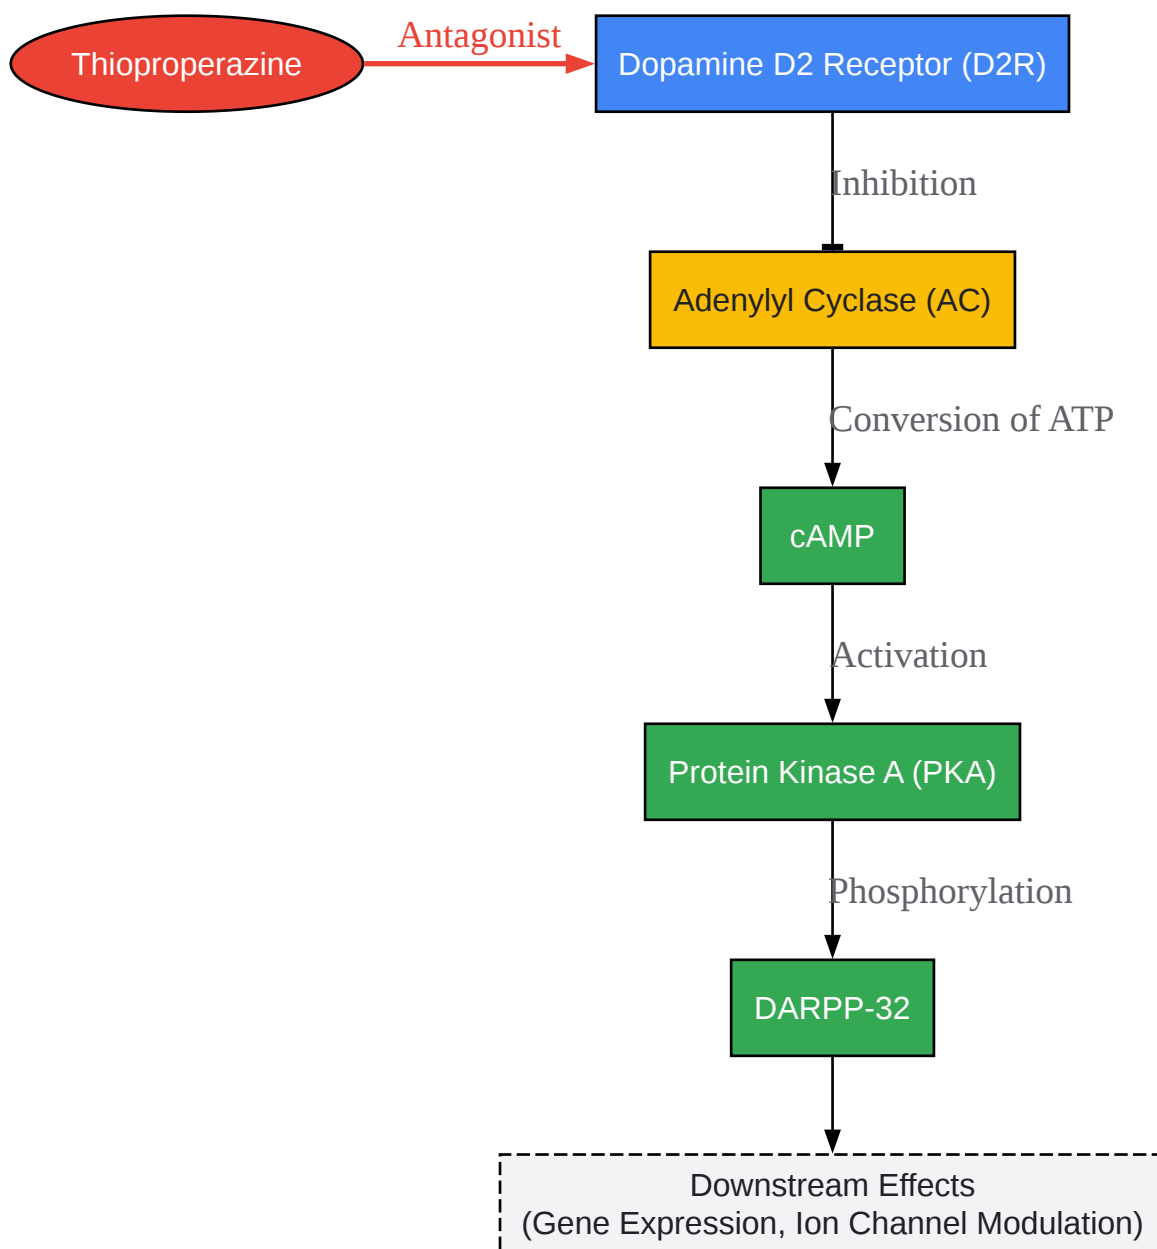 Thioproperazine
Antagonist
Dopamine D2 Receptor (D2R)
Inhibition
Adenylyl Cyclase (AC)
Conversion of ATP
cAMP
Activation
Protein Kinase A (PKA)
Phosphorylation
DARPP-32
Downstream Effects
(Gene Expression, Ion Channel Modulation)